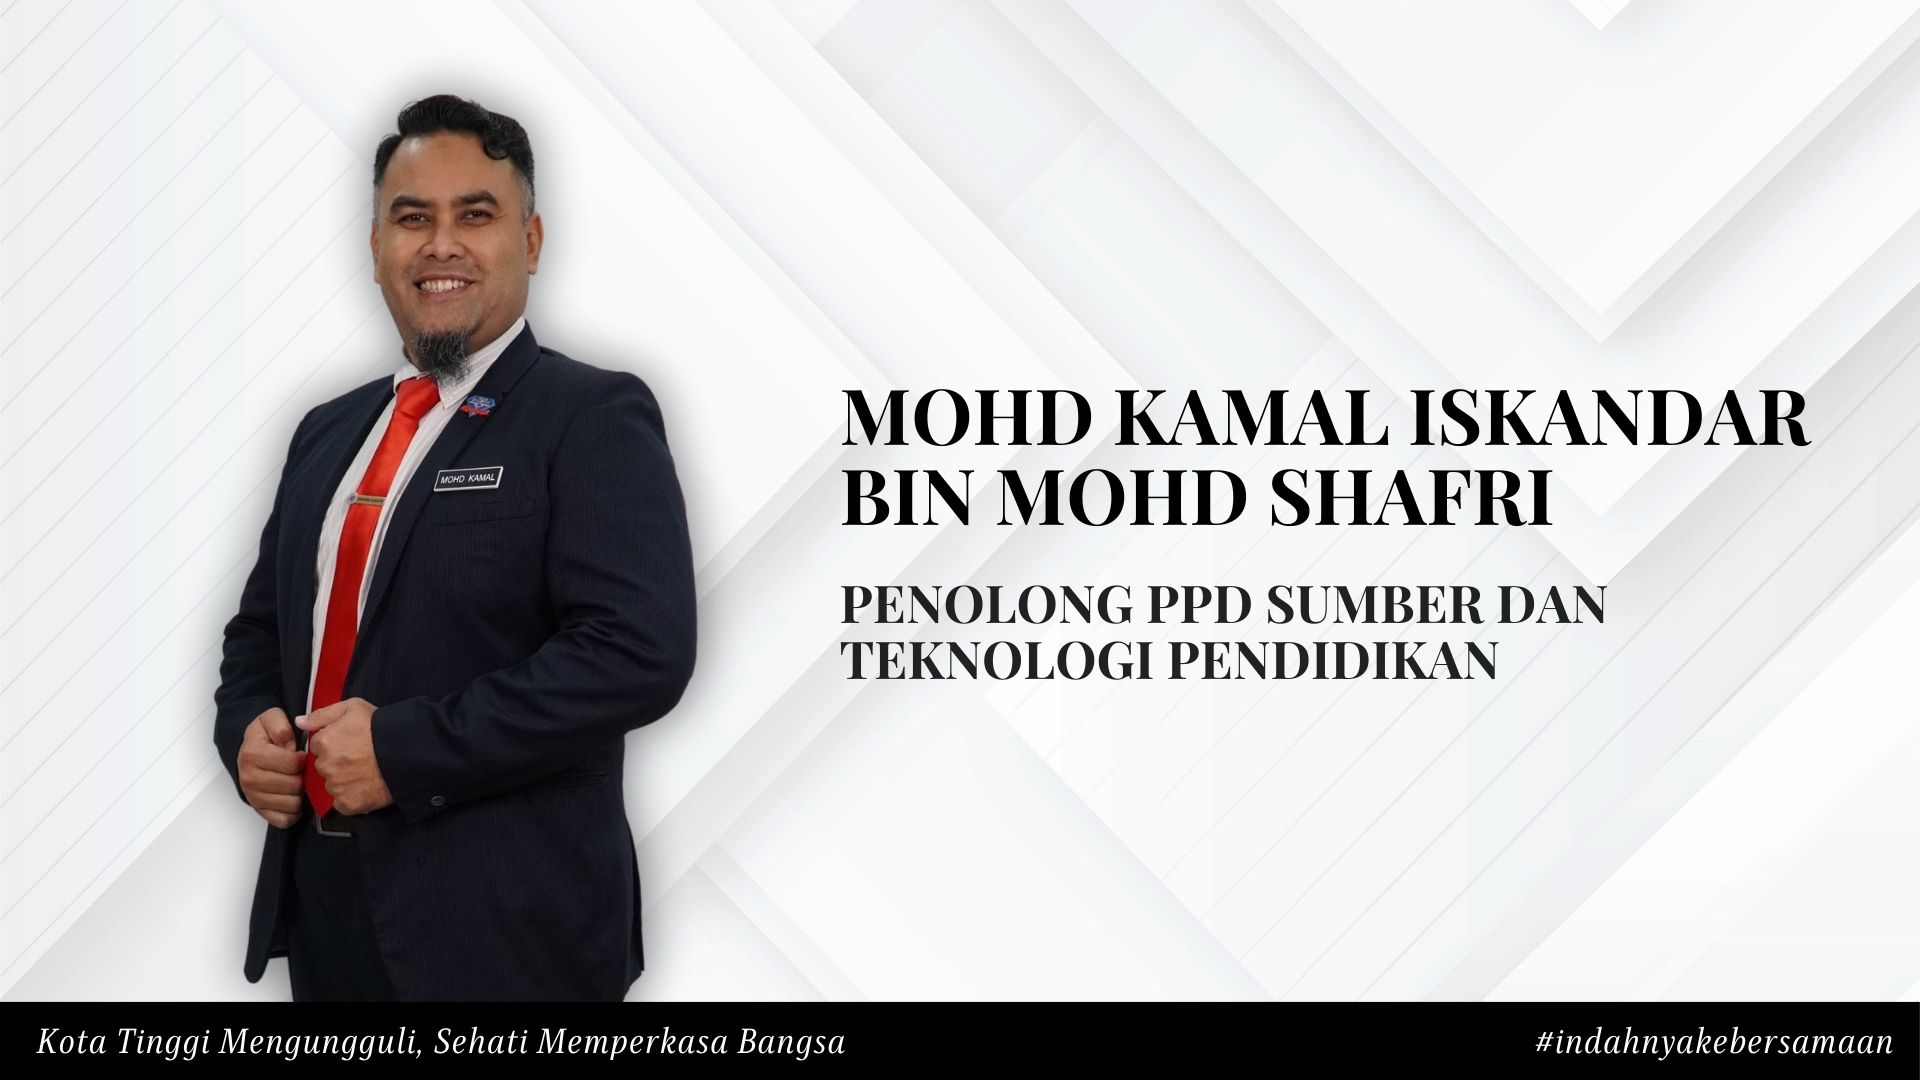 MOHD KAMAL ISKANDAR
BIN MOHD SHAFRI
PENOLONG PPD SUMBER DAN
TEKNOLOGI PENDIDIKAN
MOHD KAMAL
Kota Tinggi Mengungguli, Sehati Memperkasa Bangsa
#indahnyakebersamaan